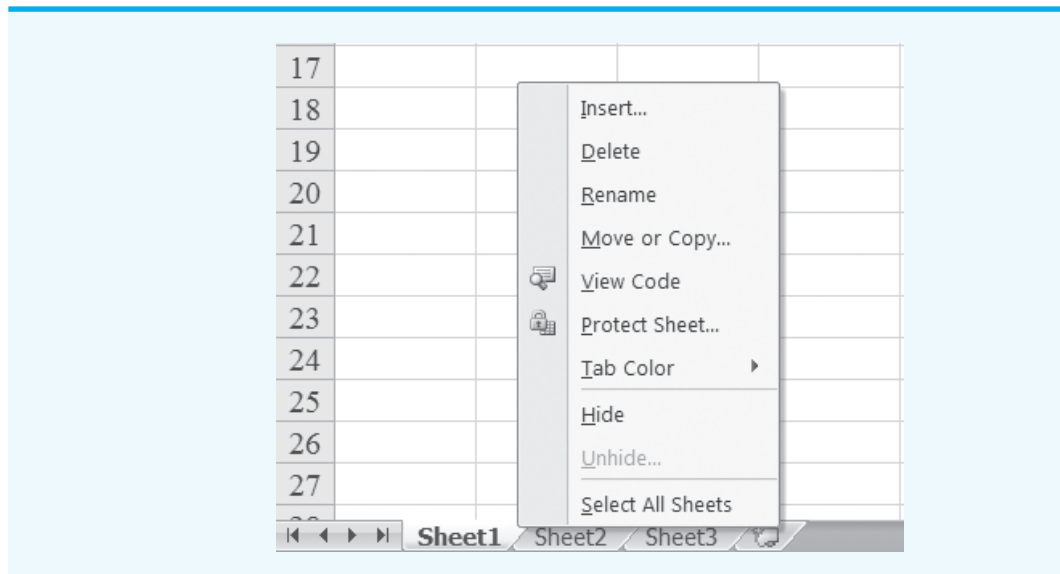 17
18
Insert...
19
Delete
20
Rename
21
Move or Copy...
22
View Code
23
Protect Sheet...
24
Tab Color
25
Hide
26
Unhide...
27
Select All Sheets
Sheet1 Sheet2 Sheet3